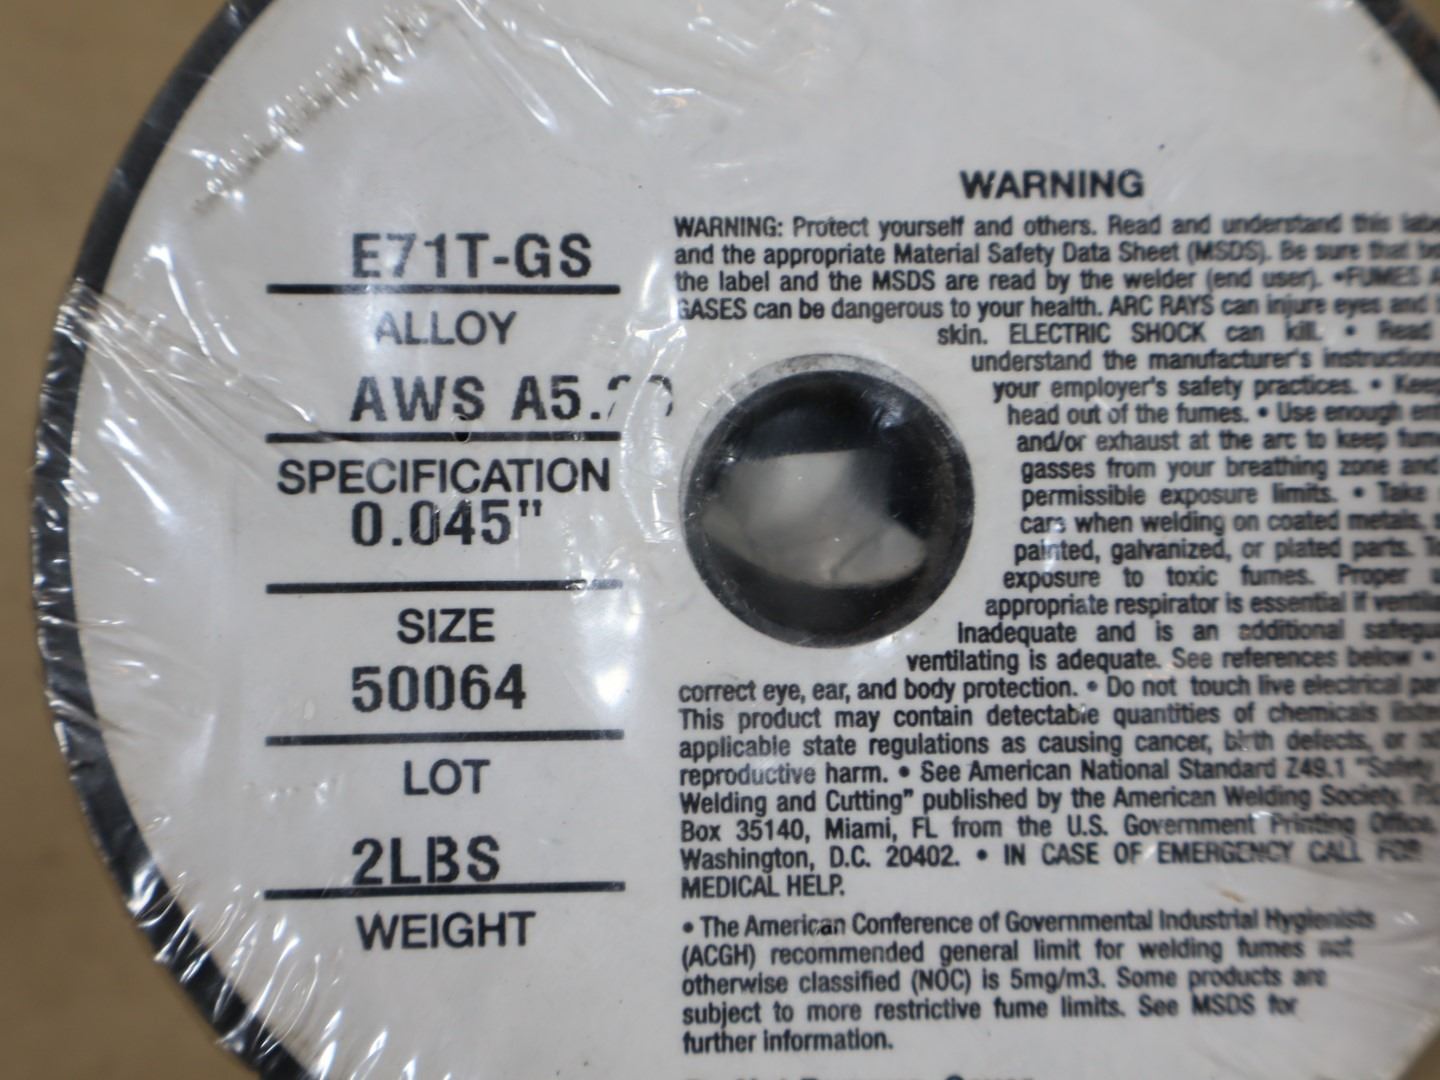 E71T-GS
ALLOY
AWS A5.
SPECIFICATION
0.045"
SIZE
50064
LOT
2LBS
WEIGHT
WARNING
WARNING: Protect yourself and others. Read and understand this
and the appropriate Material Safety Data Sheet (MSDS). Be sure that
the label and the MSDS are read by the welder (end user). •FUMES
GASES can be dangerous to your health. ARC RAYS can injure eyes and
skin. ELECTRIC SHOCK can kill. • Read
understand the manufacturer's
your employer's safety practices. • Keep
head out of the fumes. • Use enough
and/or exhaust at the arc to keep
gasses from your breathing zone and
permissible exposure limits. • Take
care when welding on coated metals,
painted, galvanized, or plated parts.
exposure to toxic fumes. Proper
appropriate respirator is essential if
inadequate and is an additional
ventilating is adequate. See references below •
correct eye, ear, and body protection. • Do not touch live electrical
This product may contain detectable quantities of chemicals
applicable state regulations as causing cancer, birth defects, or
reproductive harm. • See American National Standard Z49.1 "Safety
Welding and Cutting" published by the American Welding Society,
Box 35140, Miami, FL from the U.S. Government Printing Office,
Washington, D.C. 20402. • IN CASE OF EMERGENCY CALL FOR
MEDICAL HELP.
• The American Conference of Governmental Industrial Hygienists
(ACGH) recommended general limit for welding fumes not
otherwise classified (NOC) is 5mg/m3. Some products are
subject to more restrictive fume limits. See MSDS for
further information.